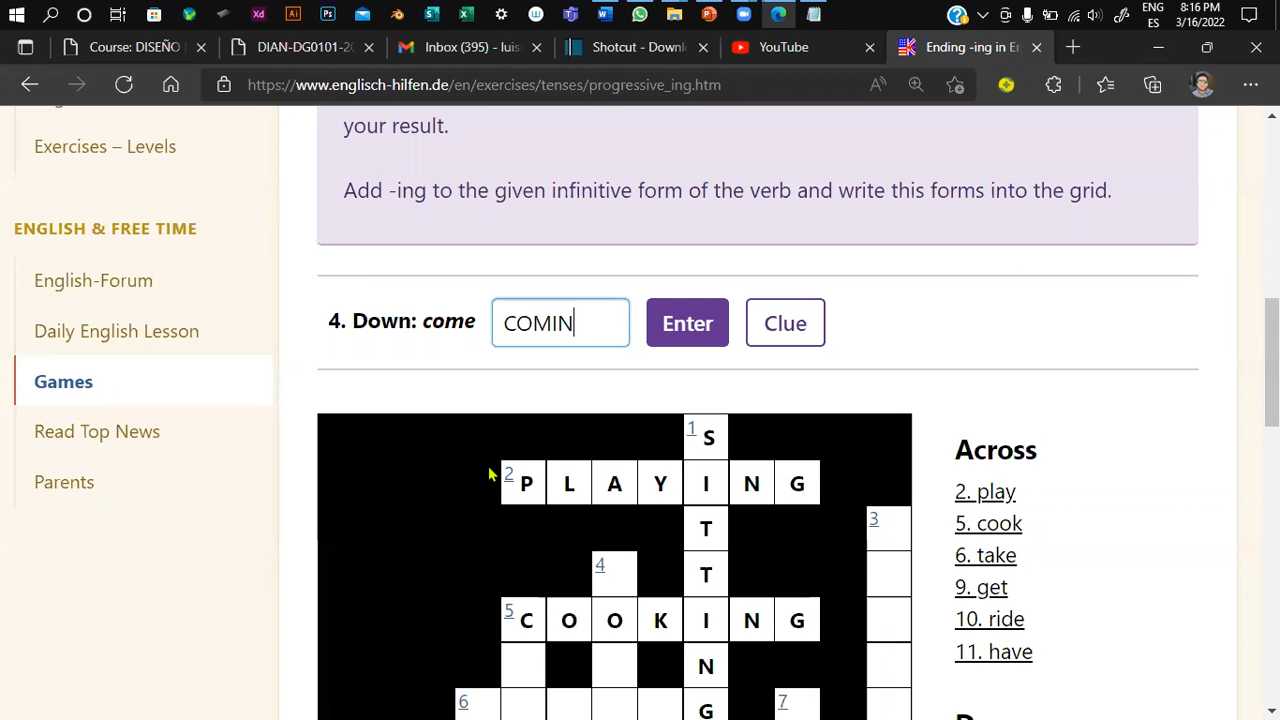 ENG 8:16 PM
ES 3/16/2022
Course: DISEÑO I
DIAN-DG0101-20
Inbox (395) - luis
Shotcut - Downl
YouTube
Ending -ing in En
https://www.englisch-hilfen.de/en/exercises/tenses/progressive_ing.htm
Exercises – Levels
ENGLISH & FREE TIME
English-Forum
Daily English Lesson
Games
Read Top News
Parents
your result.
Add -ing to the given infinitive form of the verb and write this forms into the grid.
4. Down: come COMIN Enter Clue
1 S
2 P L A Y I N G
T 3
4 T
5 C O O K I N G
N
6 G 7
Across
2. play
5. cook
6. take
9. get
10. ride
11. have